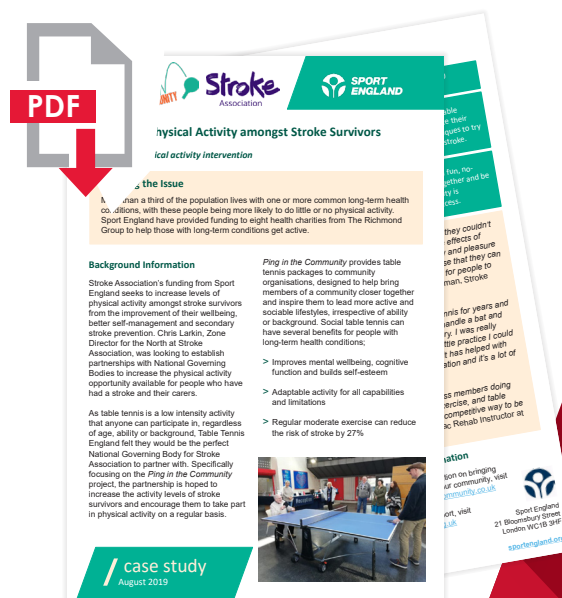 PDF
UNITY
Stroke
Association
SPORT
ENGLAND
hysical Activity amongst Stroke Survivors
ical activity intervention
the Issue
than a third of the population lives with one or more common long-term health
conditions, with these people being more likely to do little or no physical activity.
Sport England have provided funding to eight health charities from The Richmond
Group to help those with long-term conditions get active.
Background Information
Stroke Association's funding from Sport
England seeks to increase levels of
physical activity amongst stroke survivors
from the improvement of their wellbeing,
better self-management and secondary
stroke prevention. Chris Larkin, Zone
Director for the North at Stroke
Association, was looking to establish
partnerships with National Governing
Bodies to increase the physical activity
opportunity available for people who have
had a stroke and their carers.
As table tennis is a low intensity activity
that anyone can participate in, regardless
of age, ability or background, Table Tennis
England felt they would be the perfect
National Governing Body for Stroke
Association to partner with. Specifically
focusing on the Ping in the Community
project, the partnership is hoped to
increase the activity levels of stroke
survivors and encourage them to take part
in physical activity on a regular basis.
Ping in the Community provides table
tennis packages to community
organisations, designed to help bring
members of a community closer together
and inspire them to lead more active and
sociable lifestyles, irrespective of ability
or background. Social table tennis can
have several benefits for people with
long-term health conditions;
> Improves mental wellbeing, cognitive
function and builds self-esteem
> Adaptable activity for all capabilities
and limitations
> Regular moderate exercise can reduce
the risk of stroke by 27%
case study
August 2019
able
e their
ques to try
stroke.
fun, no-
gether and be
ty is
cess.
they couldn't
effects of
y and pleasure
se that they can
for people to
man, Stroke
nnis for years and
handle a bat and
ry. I was really
ttle practice I could
t has helped with
ation and it's a lot of
ss members doing
ercise, and table
competitive way to be
ac Rehab Instructor at
mation
tion on bringing
our community, visit
ommunity.co.uk
ort, visit
g.uk
Sport England
21 Bloomsbury Street
London WC1B 3HF
sportengland.or